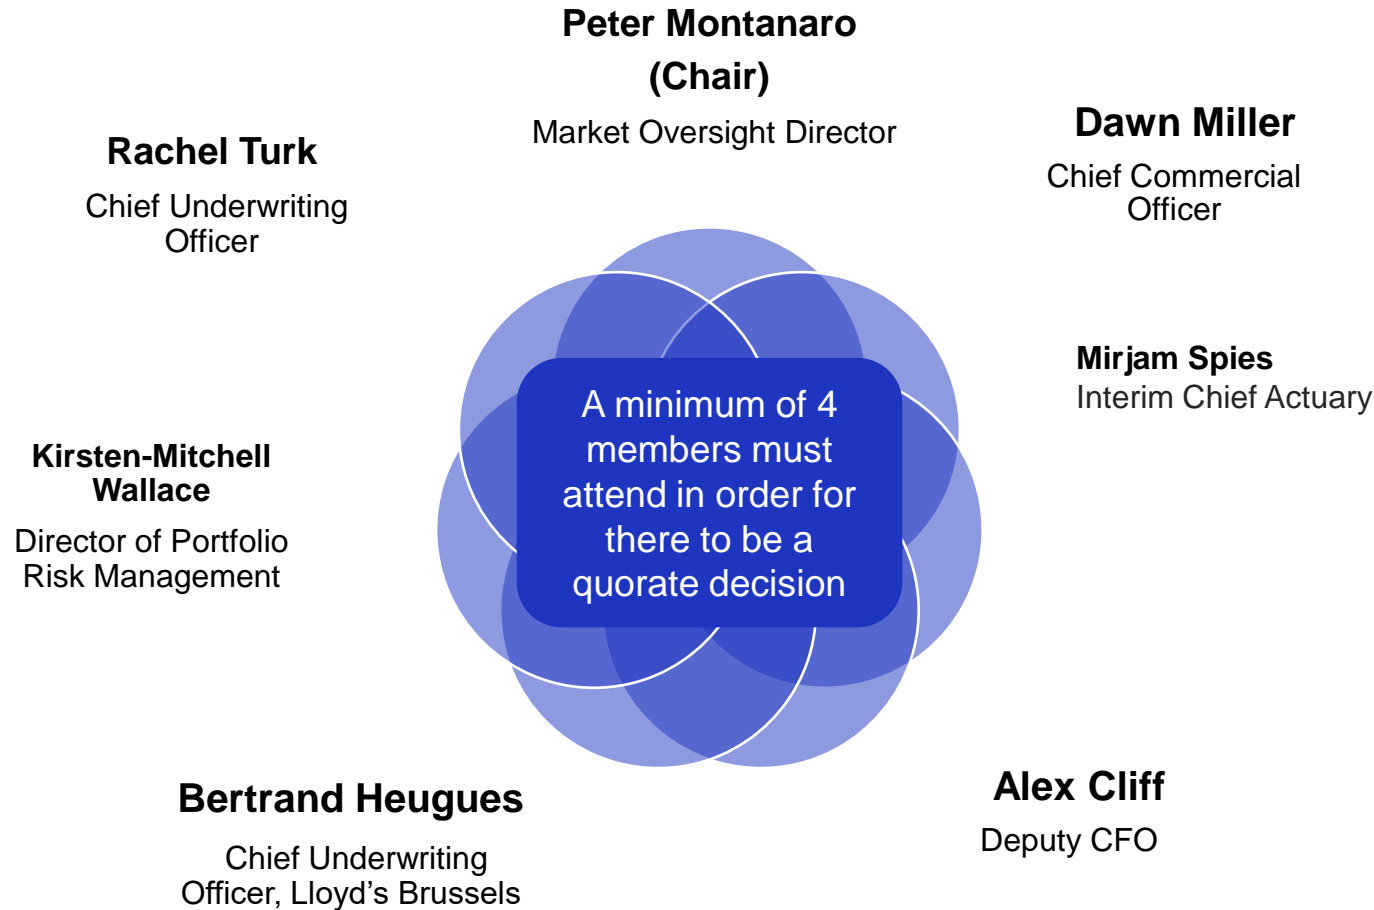 Peter Montanaro
(Chair)
Market Oversight Director
Rachel Turk
Chief Underwriting
Officer
Dawn Miller
Chief Commercial
Officer
Mirjam Spies
Interim Chief Actuary
Kirsten-Mitchell
Wallace
Director of Portfolio
Risk Management
A minimum of 4
members must
attend in order for
there to be a
quorate decision
Bertrand Heugues
Chief Underwriting
Officer, Lloyd’s Brussels
Alex Cliff
Deputy CFO